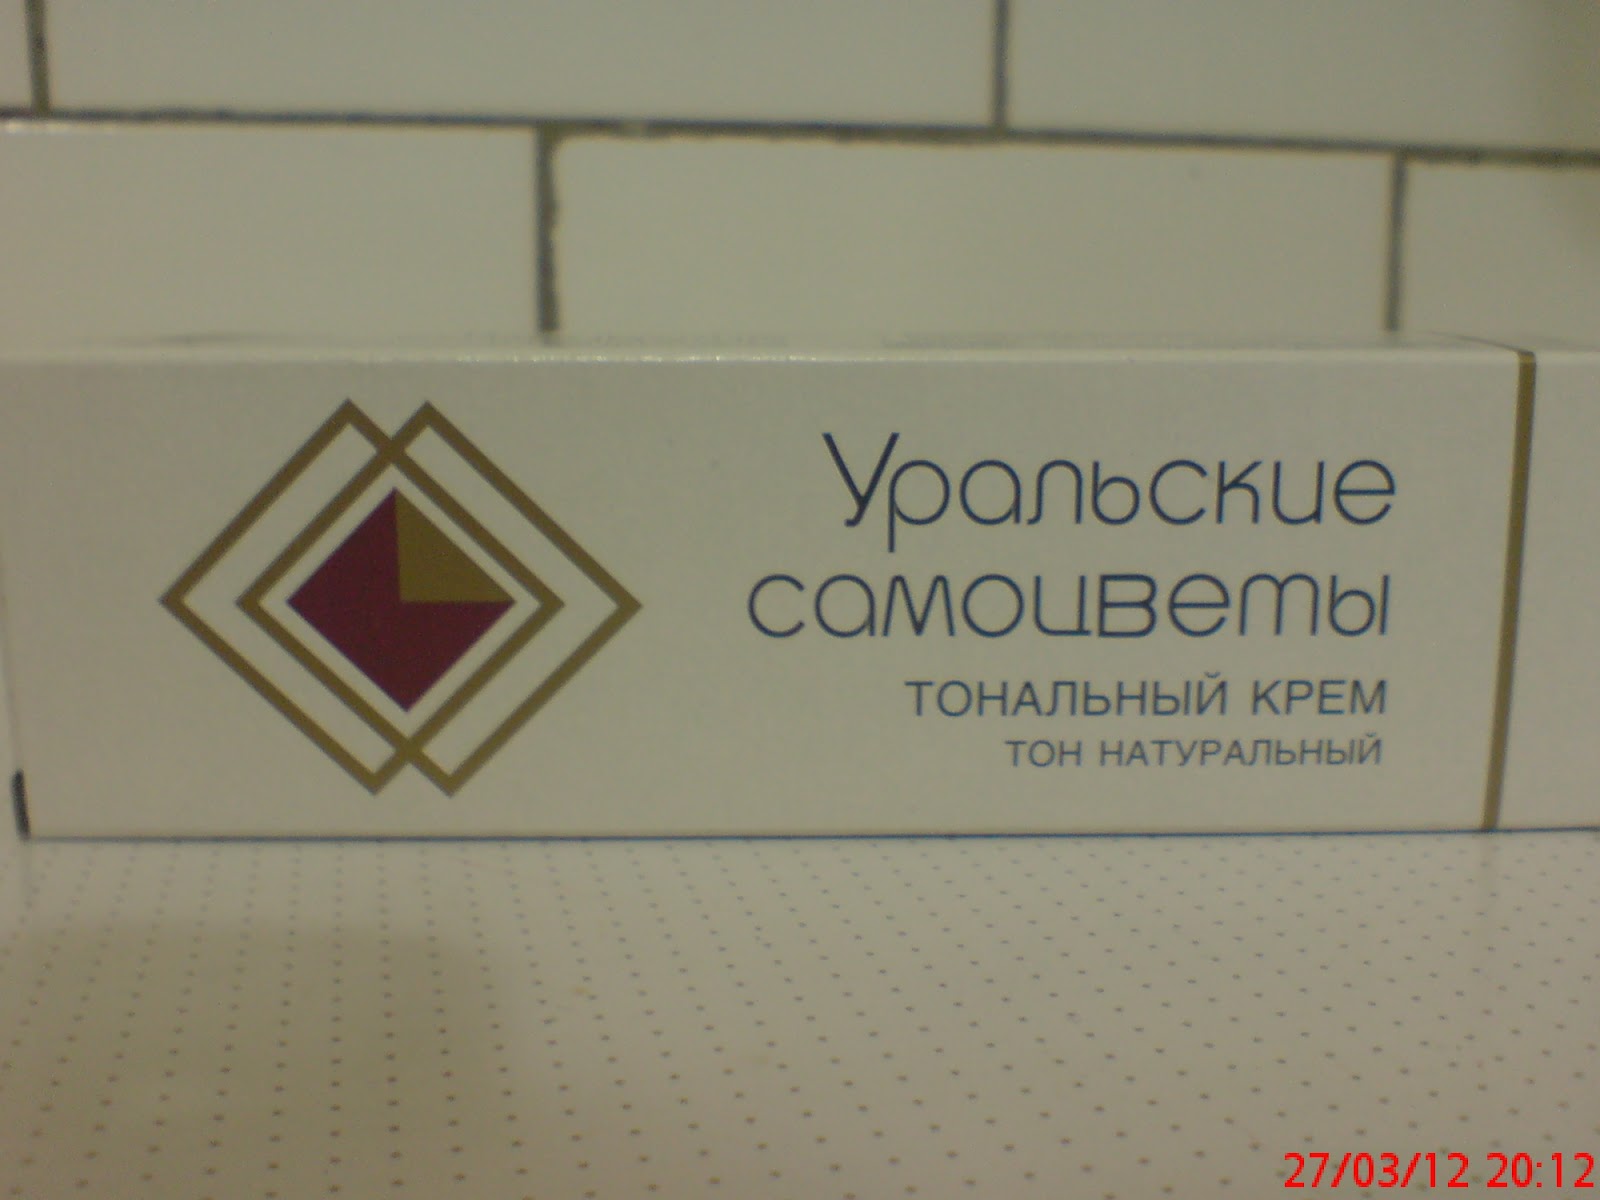 Уральские
самоцветы
ТОНАЛЬНЫЙ КРЕМ
ТОН НАТУРАЛЬНЫЙ
27/03/12 20:12